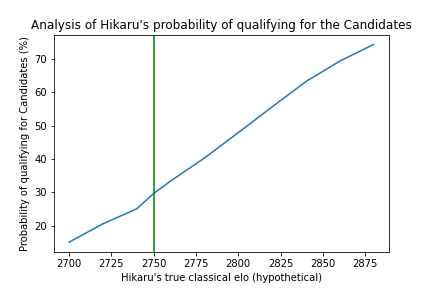 Analysis of Hikaru's probability of qualifying for the Candidates
Probability of qualifying for Candidates (%)
70
60
50
40
30
20
2700 2725 2750 2775 2800 2825 2850 2875
Hikaru's true classical elo (hypothetical)